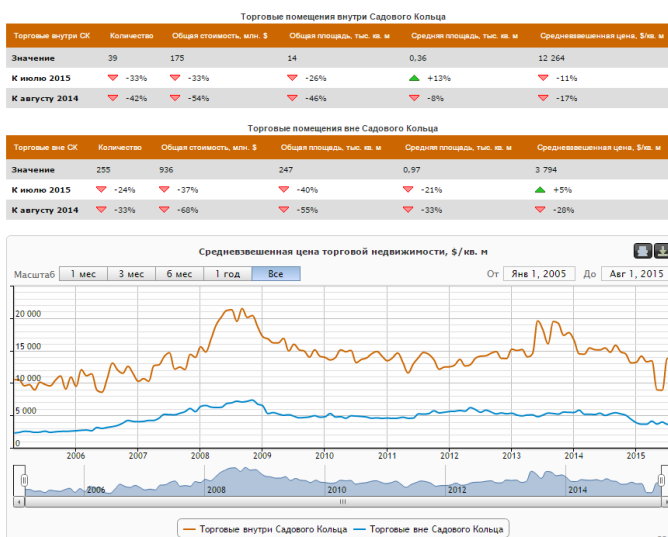 Торговые помещения внутри Садового Кольца
Торговые внутри СК Количество Общая стоимость, млн. $ Общая площадь, тыс. кв. м Средняя площадь, тыс. кв. м Средневзвешенная цена, $/кв. м
Значение 39 175 14 0,36 12 264
К июлю 2015 -33% -33% -26% +13% -11%
К августу 2014 -42% -54% -46% -8% -17%
Торговые помещения вне Садового Кольца
Торговые вне СК Количество Общая стоимость, млн. $ Общая площадь, тыс. кв. м Средняя площадь, тыс. кв. м Средневзвешенная цена, $/кв. м
Значение 255 936 247 0,97 3 794
К июлю 2015 -24% -37% -40% -21% +5%
К августу 2014 -33% -68% -55% -33% -28%
Средневзвешенная цена торговой недвижимости, $/кв. м
Масштаб 1 мес 3 мес 6 мес 1 год Все От Янв 1, 2005 До Авг 1, 2015
20 000
15 000
10 000
5 000
0
2006 2007 2008 2009 2010 2011 2012 2013 2014 2015
2006 2008 2010 2012 2014
Торговые внутри Садового Кольца Торговые вне Садового Кольца